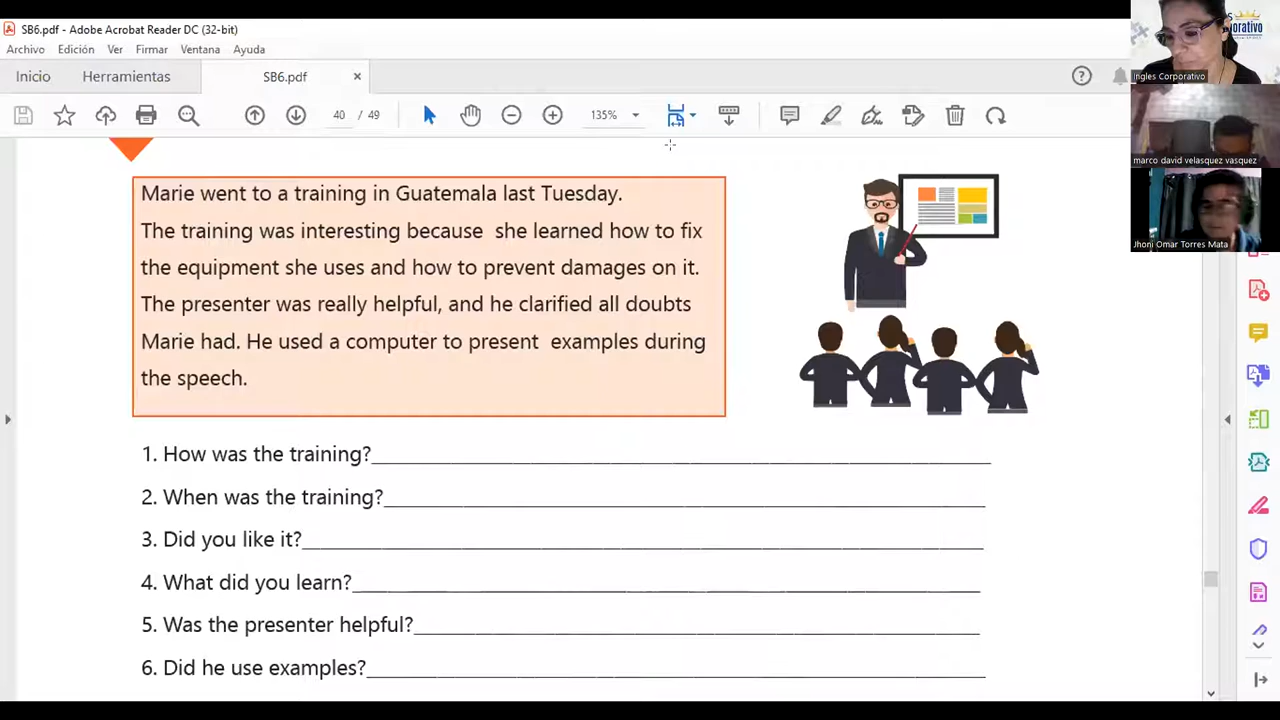 SB6.pdf - Adobe Acrobat Reader DC (32-bit)
Archivo Edición Ver Firmar Ventana Ayuda
Inicio Herramientas SB6.pdf ×
40 / 49 135%
orativo
Ingles Corporativo
marco david velasquez vasquez
Jhoni Omar Torres Mata
Marie went to a training in Guatemala last Tuesday.
The training was interesting because she learned how to fix
the equipment she uses and how to prevent damages on it.
The presenter was really helpful, and he clarified all doubts
Marie had. He used a computer to present examples during
the speech.
1. How was the training?
2. When was the training?
3. Did you like it?
4. What did you learn?
5. Was the presenter helpful?
6. Did he use examples?